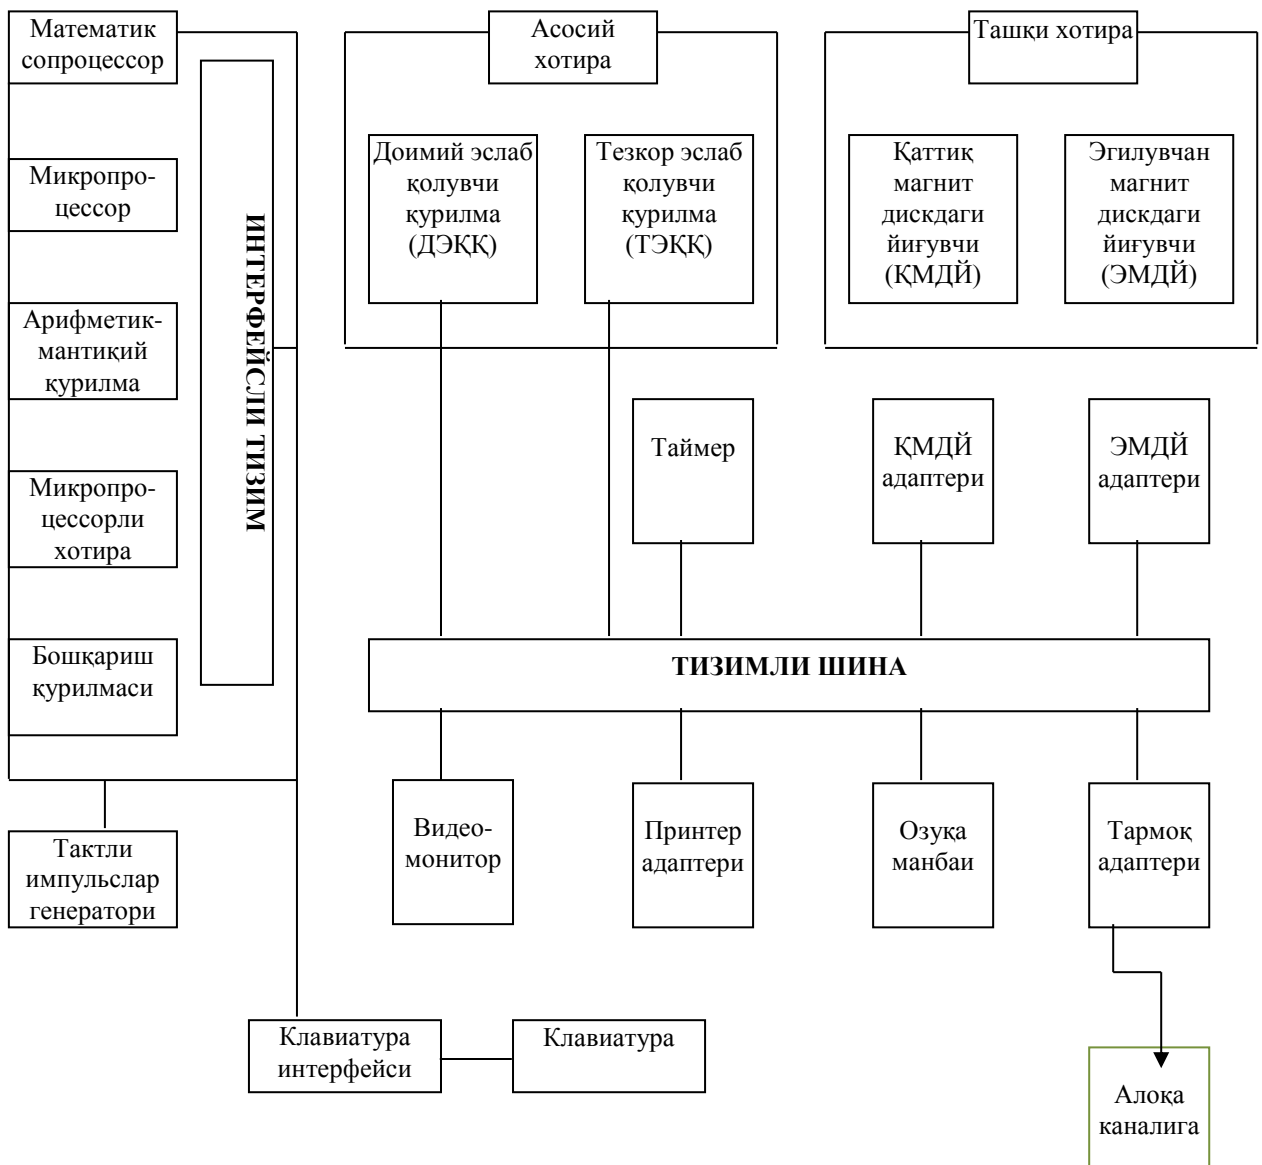 Математик
сопроцессор
Асосий
хотира
Ташқи хотира
Микропро-
цессор
Арифметик-
мантиқий
қурилма
Микропро-
цессорли
хотира
Бошқариш
қурилмаси
ИНТЕРФЕЙСЛИ ТИЗИМ
Доимий эслаб
қолувчи
қурилма
(ДЭҚҚ)
Тезкор эслаб
қолувчи
қурилма
(ТЭҚҚ)
Қаттиқ
магнит
дискдаги
йиғувчи
(ҚМДЙ)
Эгилувчан
магнит
дискдаги
йиғувчи
(ЭМДЙ)
Таймер
ҚМДЙ
адаптери
ЭМДЙ
адаптери
ТИЗИМЛИ ШИНА
Тактли
импульслар
генератори
Видео-
монитор
Принтер
адаптери
Озуқа
манбаи
Тармоқ
адаптери
Клавиатура
интерфейси
Клавиатура
Алоқа
каналига